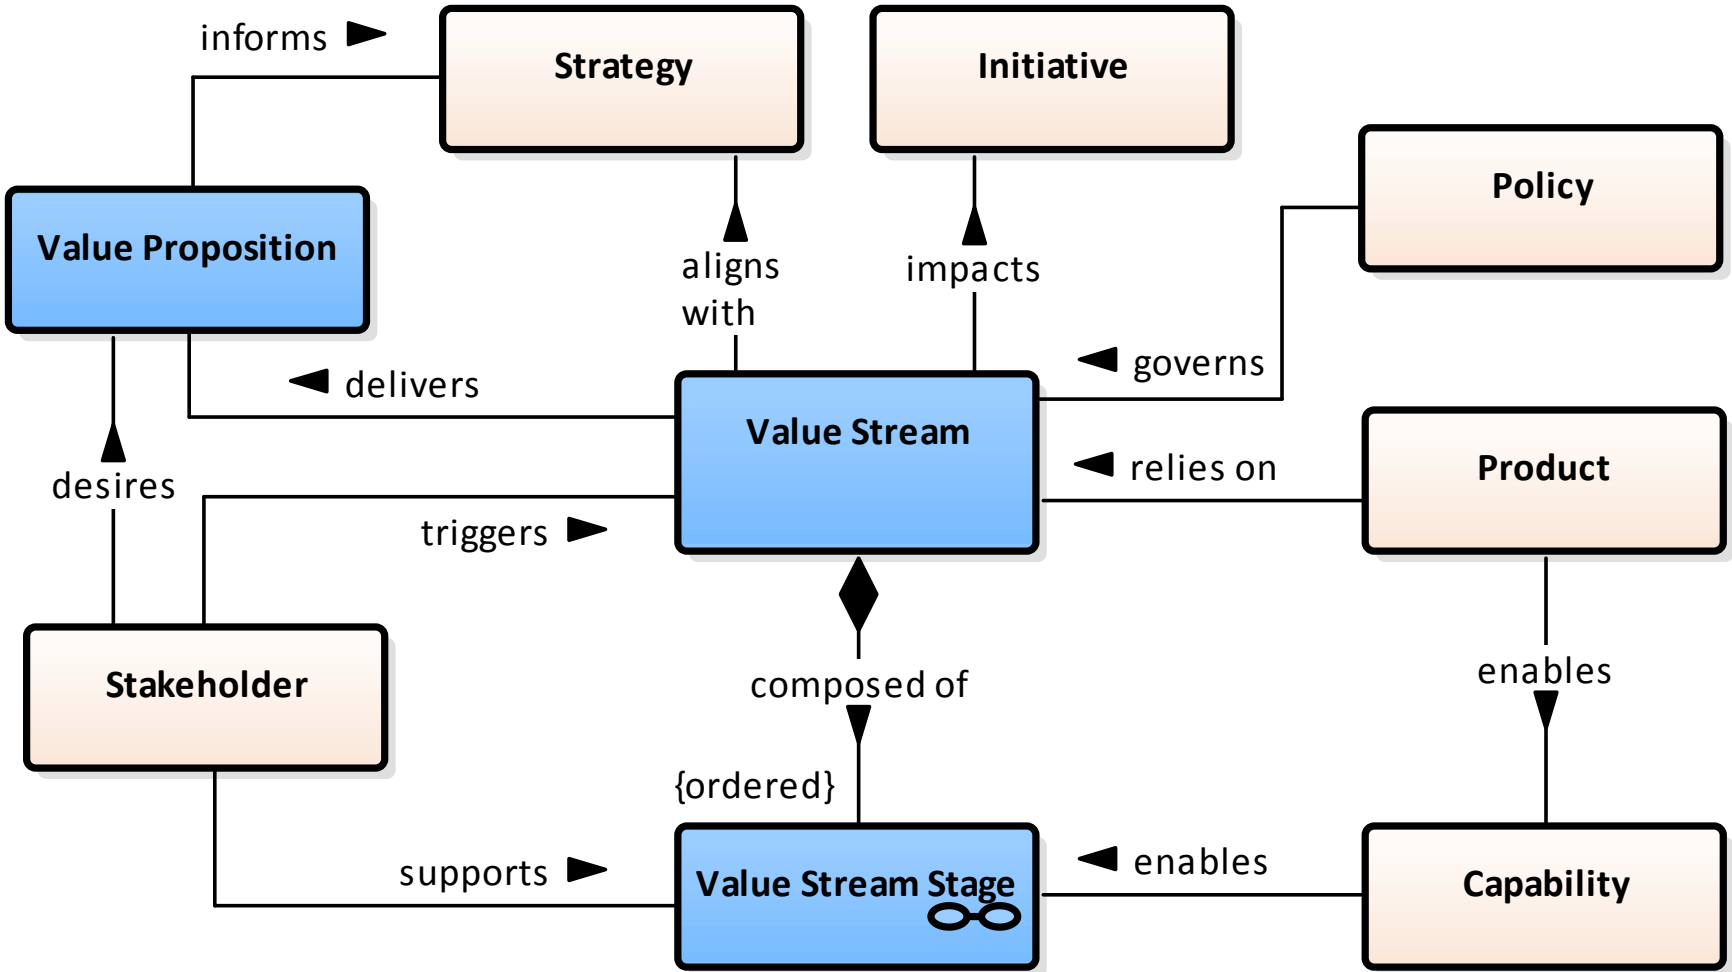 informs
Strategy
Initiative
Policy
Value Proposition
aligns
with
impacts
governs
delivers
Value Stream
relies on
Product
desires
triggers
Stakeholder
composed of
enables
{ordered}
supports
Value Stream Stage
enables
Capability